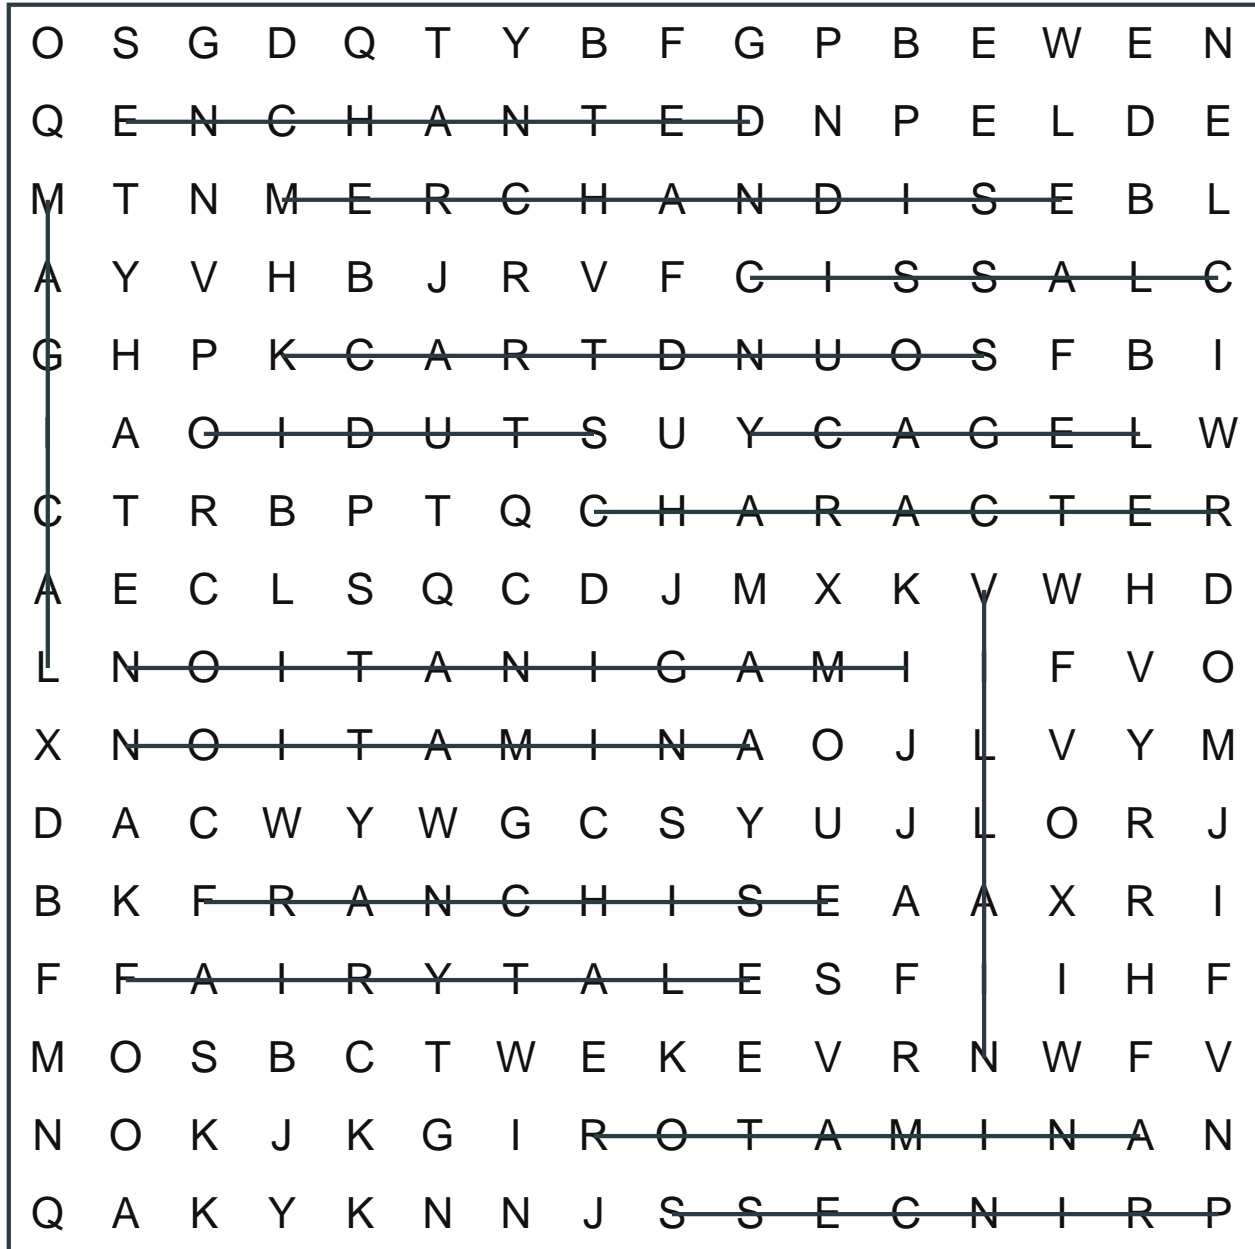 O S G D Q T Y B F G P B E W E N
Q E N C H A N T E D N P E L D E
M T N M E R C H A N D I S E B L
A Y V H B J R V F C I S S A L C
G H P K C A R T D N U O S F B I
I A O I D U T S U Y C A G E L W
C T R B P T Q C H A R A C T E R
A E C L S Q C D J M X K V W H D
L N O I T A N I G A M I I F V O
X N O I T A M I N A O J L V Y M
D A C W Y W G C S Y U J L O R J
B K F R A N C H I S E A A X R I
F F A I R Y T A L E S F I I H F
M O S B C T W E K E V R N W F V
N O K J K G I R O T A M I N A N
Q A K Y K N N J S S E C N I R P